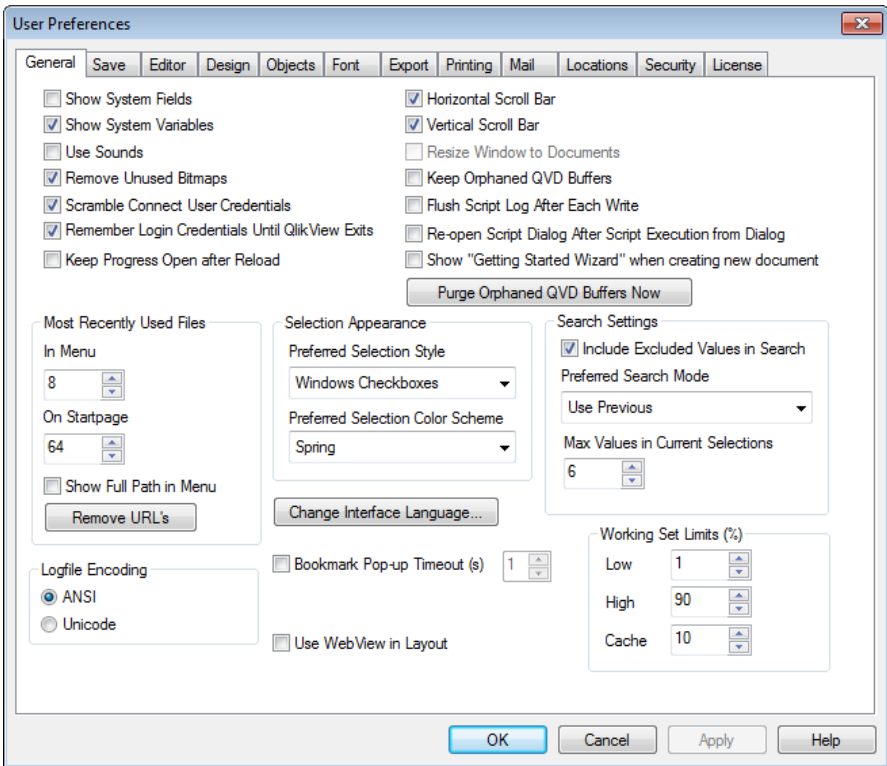 User Preferences
General Save Editor Design Objects Font Export Printing Mail Locations Security License
Show System Fields
Show System Variables
Use Sounds
Remove Unused Bitmaps
Scramble Connect User Credentials
Remember Login Credentials Until QlikView Exits
Keep Progress Open after Reload
Horizontal Scroll Bar
Vertical Scroll Bar
Resize Window to Documents
Keep Orphaned QVD Buffers
Flush Script Log After Each Write
Re-open Script Dialog After Script Execution from Dialog
Show "Getting Started Wizard" when creating new document
Purge Orphaned QVD Buffers Now
Most Recently Used Files
In Menu
8
On Startpage
64
Show Full Path in Menu
Remove URL's
Selection Appearance
Preferred Selection Style
Windows Checkboxes
Preferred Selection Color Scheme
Spring
Search Settings
Include Excluded Values in Search
Preferred Search Mode
Use Previous
Max Values in Current Selections
6
Change Interface Language...
Logfile Encoding
ANSI
Unicode
Bookmark Pop-up Timeout (s) 1
Use WebView in Layout
Working Set Limits (%)
Low 1
High 90
Cache 10
OK Cancel Apply Help